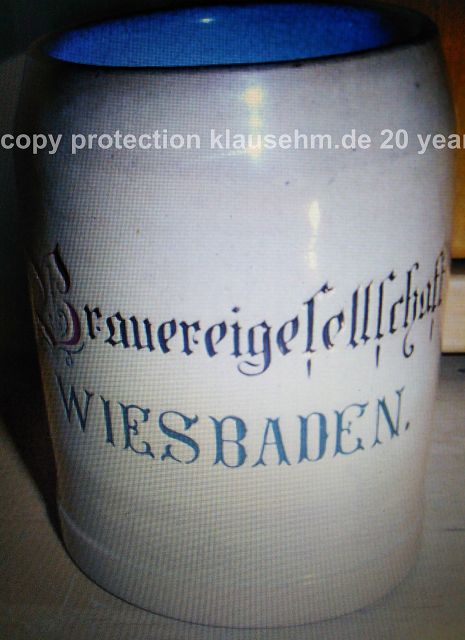 copy protection klausehm.de 20 year
Brauereigesellschaft
WIESBADEN.